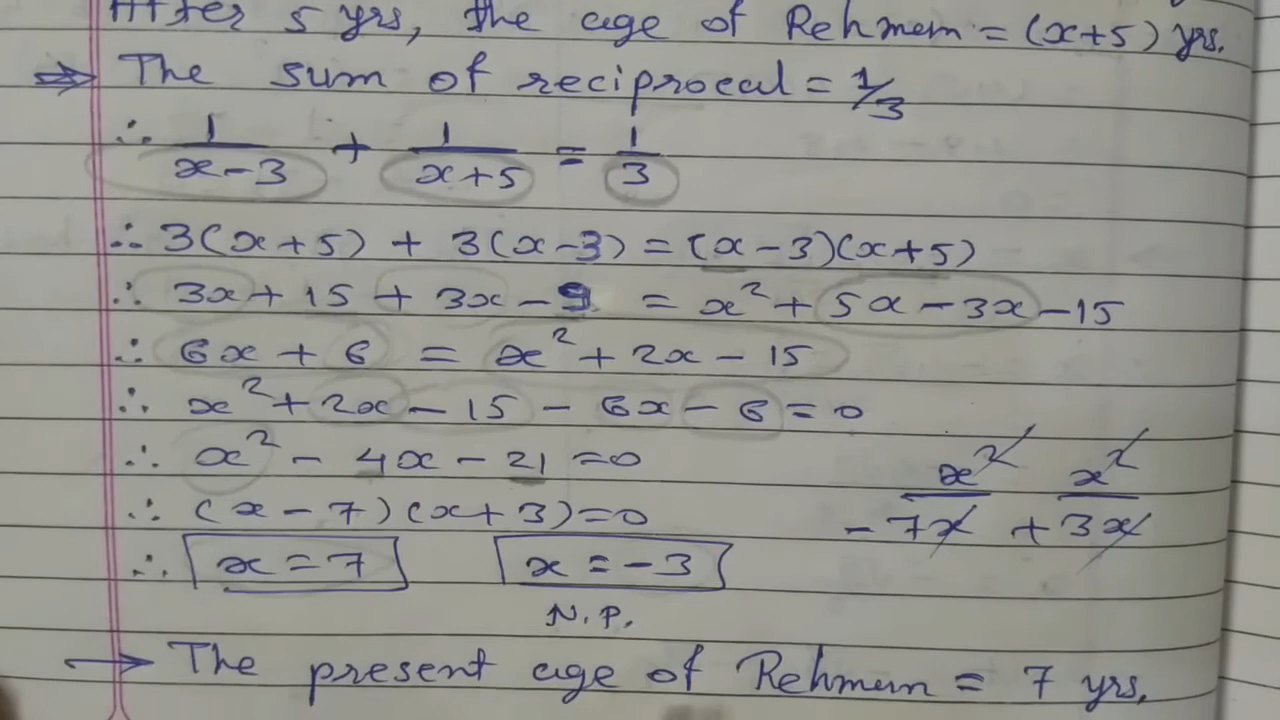 After 5 yrs, the age of Rehmem = (x+5) yrs.
⇒ The sum of reciprocal = 1/3
∴ 1/(x-3) + 1/(x+5) = 1/3
∴ 3(x+5) + 3(x-3) = (x-3)(x+5)
∴ 3x+15 + 3x-9 = x²+5x-3x-15
∴ 6x+6 = x²+2x-15
∴ x²+2x-15-6x-6=0
∴ x²-4x-21=0
∴ (x-7)(x+3)=0
x²/-7x x²/+3x
∴ x=7 x=-3
N.P.
→ The present age of Rehmem = 7 yrs.